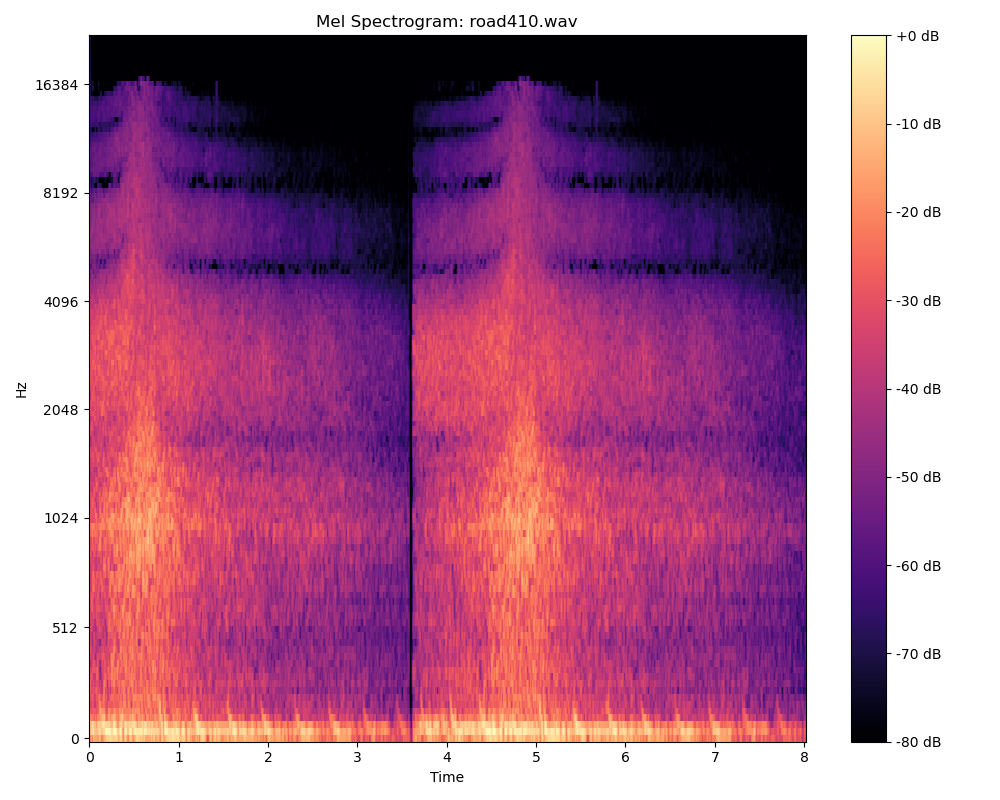 Mel Spectrogram: road410.wav
+0 dB
16384
-10 dB
8192
-20 dB
4096
-30 dB
Hz
-40 dB
2048
-50 dB
1024
-60 dB
512
-70 dB
0
-80 dB
0 1 2 3 4 5 6 7 8
Time